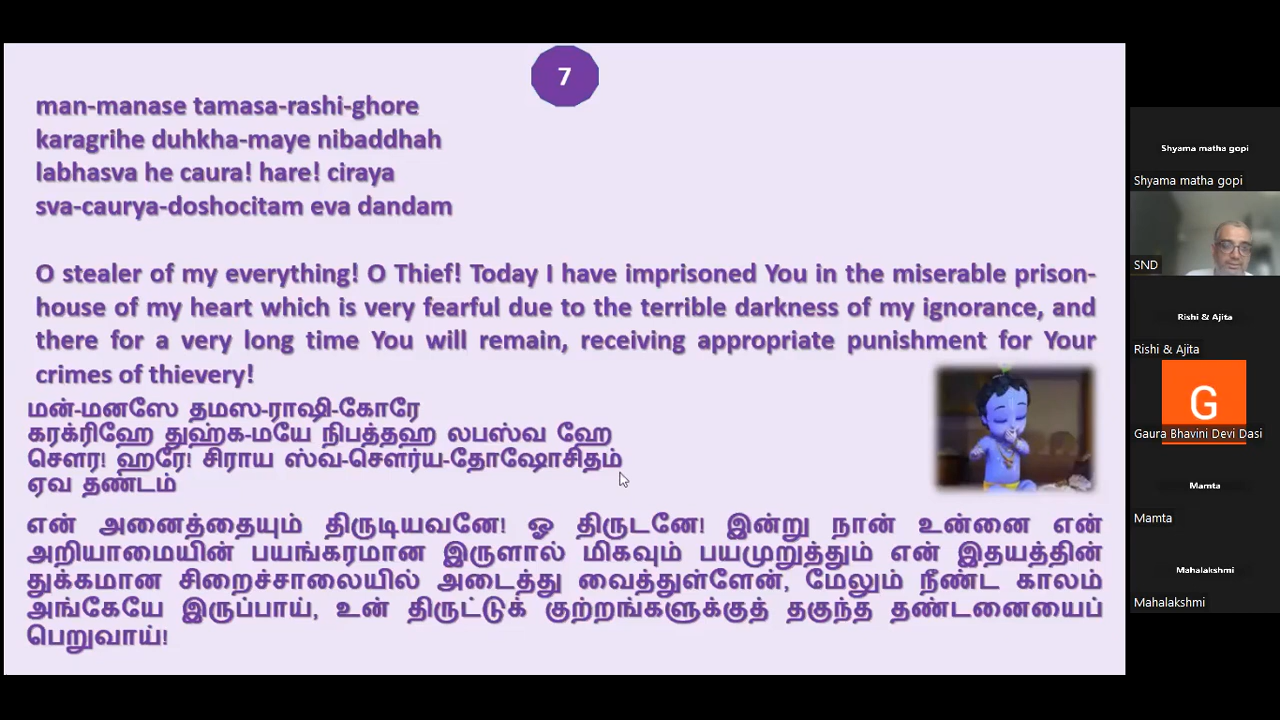 7
man-manase tamasa-rashi-ghore
karagrihe duhkha-maye nibaddhah
labhasva he caura! hare! ciraya
sva-caurya-doshocitam eva dandam
O stealer of my everything! O Thief! Today I have imprisoned You in the miserable prison-
house of my heart which is very fearful due to the terrible darkness of my ignorance, and
there for a very long time You will remain, receiving appropriate punishment for Your
crimes of thievery!
மன்-மனஸே தமஸ-ராஷி-கோரே
கரக்ரிஹே துஹ்க-மயே நிபத்தஹ லபஸ்வ ஹே
சௌர! ஹரே! சிராய ஸ்வ-சௌர்ய-தோஷோசிதம்
ஏவ தண்டம்
என் அனைத்தையும் திருடியவனே! ஓ திருடனே! இன்று நான் உன்னை என்
அறியாமையின் பயங்கரமான இருளால் மிகவும் பயமுறுத்தும் என் இதயத்தின்
துக்கமான சிறைச்சாலையில் அடைத்து வைத்துள்ளேன், மேலும் நீண்ட காலம்
அங்கேயே இருப்பாய், உன் திருட்டுக் குற்றங்களுக்குத் தகுந்த தண்டனையைப்
பெறுவாய்!
Shyama matha gopi
Shyama matha gopi
SND
Rishi & Ajita
Rishi & Ajita
G
Gaura Bhavini Devi Dasi
Mamta
Mamta
Mahalakshmi
Mahalakshmi